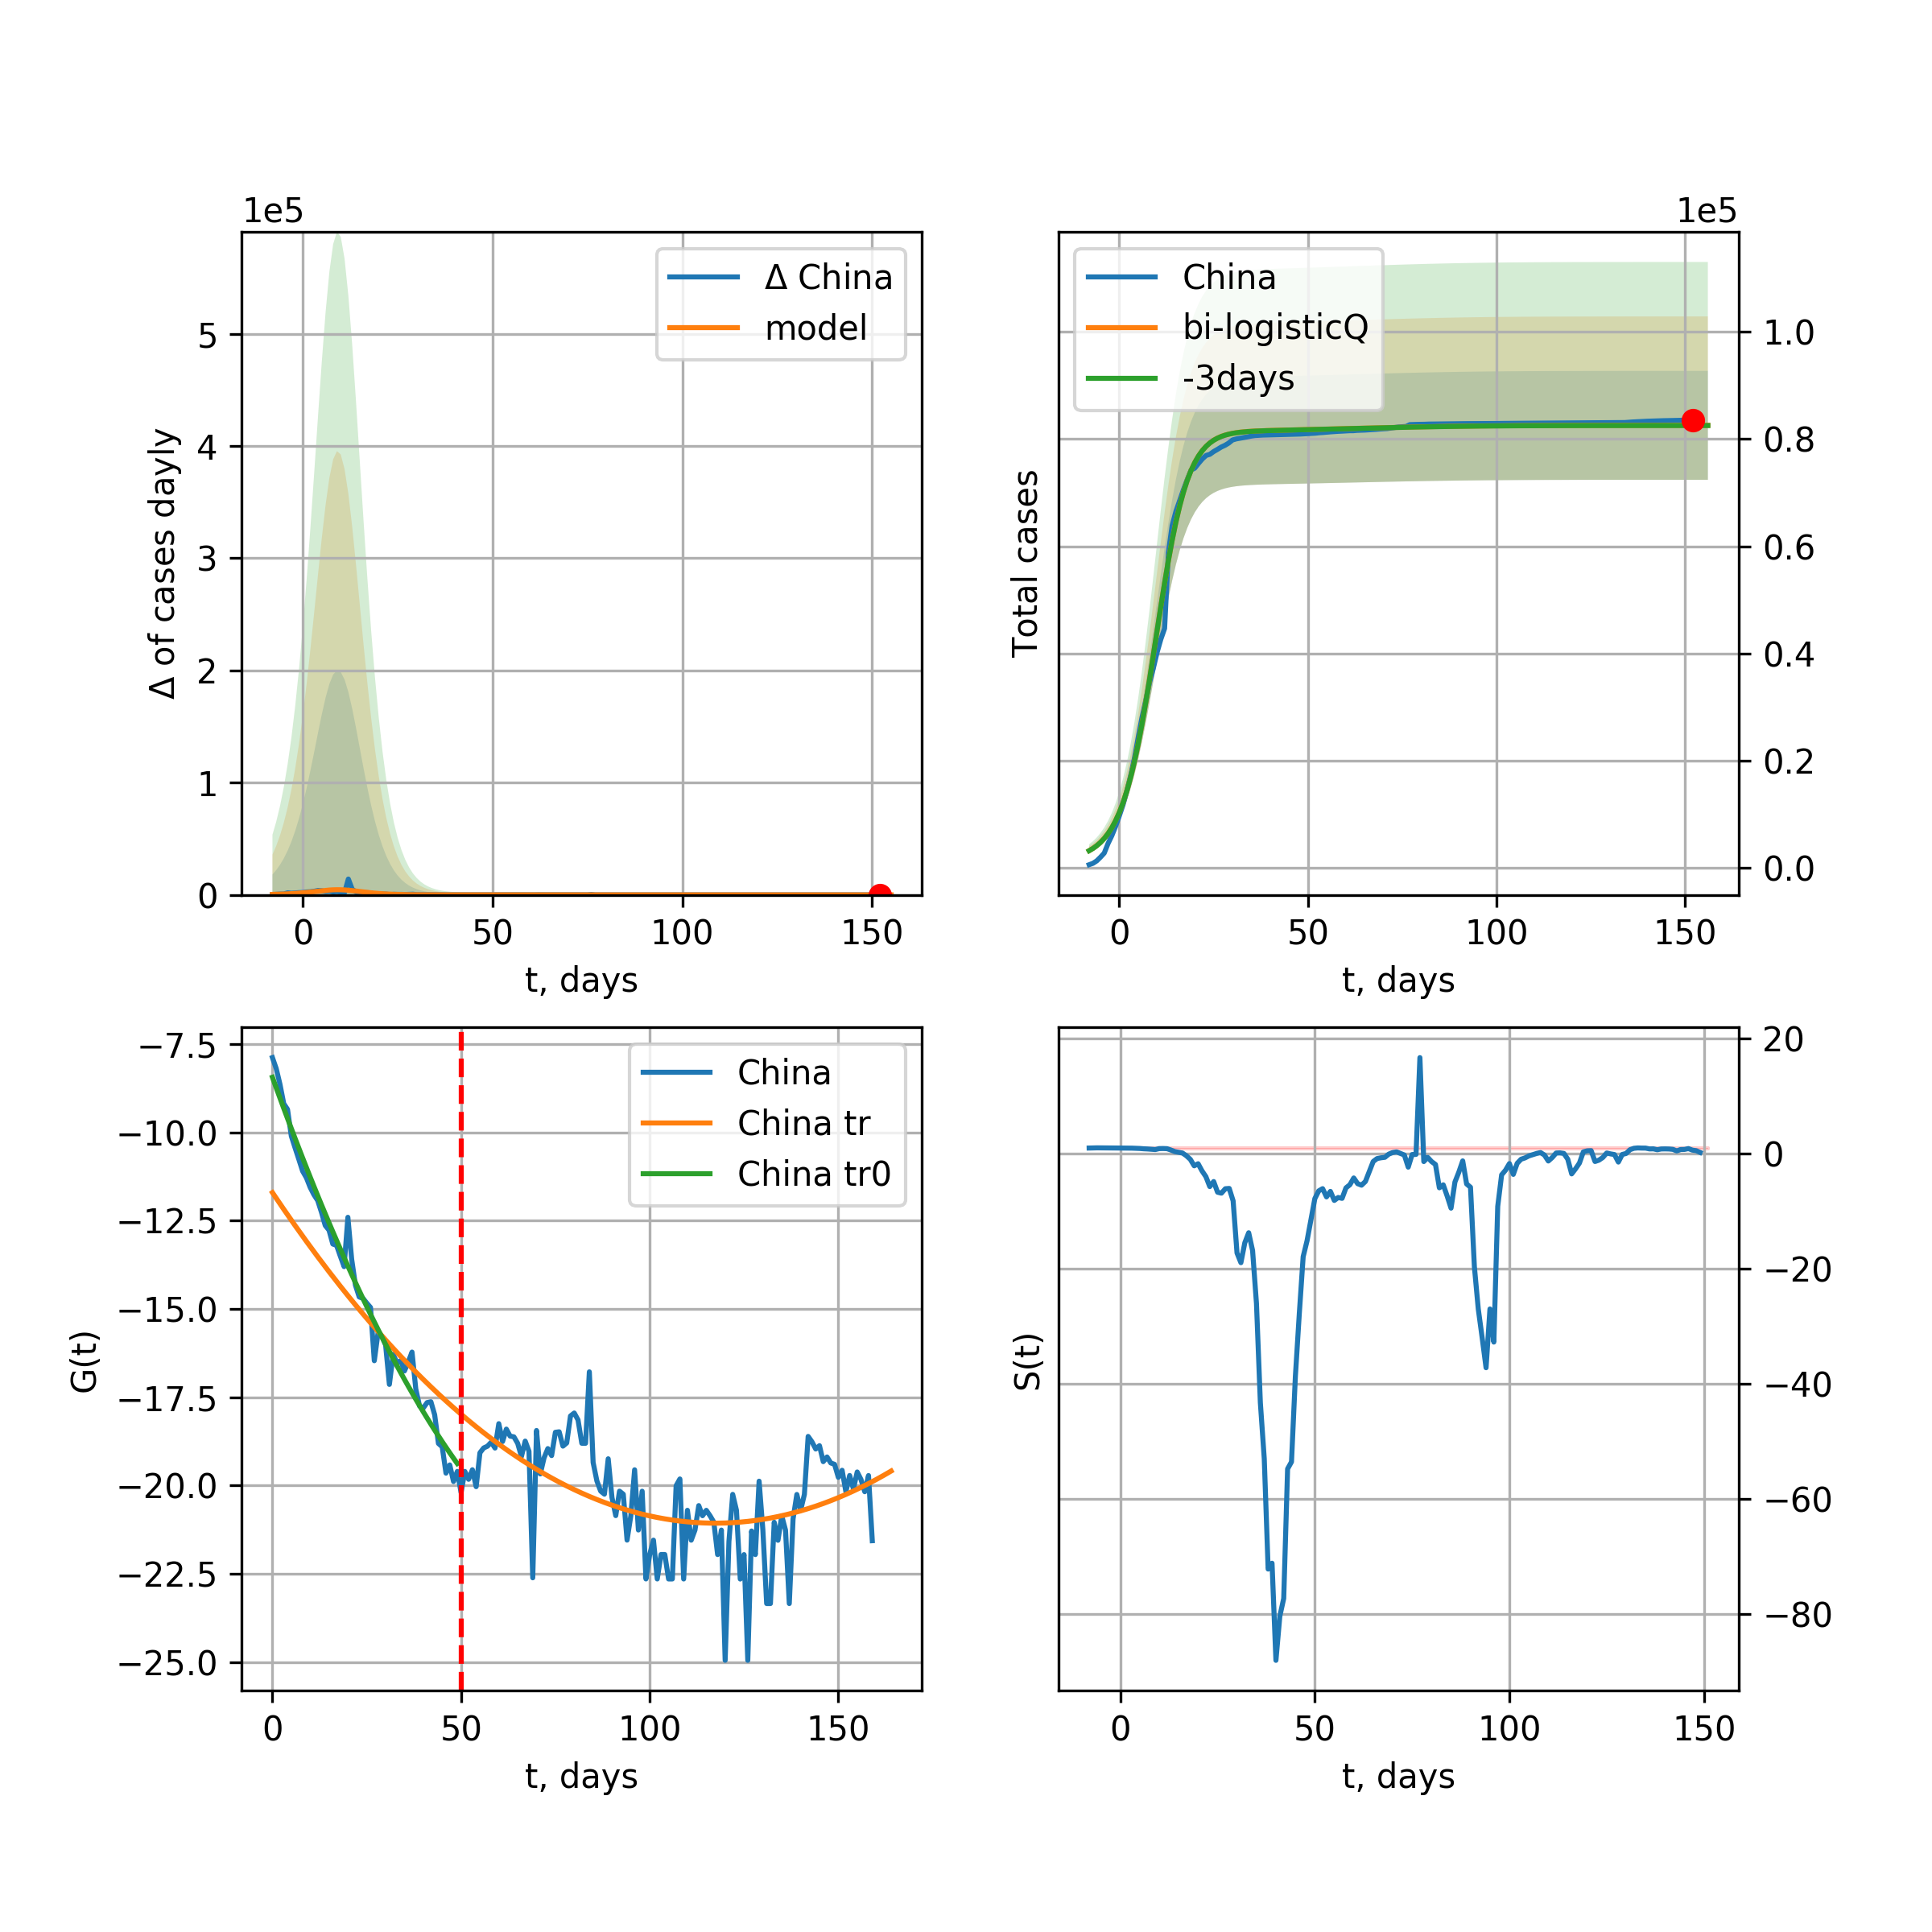 1e5
Δ China
model
5
4
3
2
1
0
Δ of cases dayly
0 50 100 150
t, days
1e5
China
bi-logisticQ
-3days
Total cases
1.0
0.8
0.6
0.4
0.2
0.0
0 50 100 150
t, days
−7.5
−10.0
−12.5
−15.0
−17.5
−20.0
−22.5
−25.0
G(t)
China
China tr
China tr0
0 50 100 150
t, days
S(t)
20
0
−20
−40
−60
−80
0 50 100 150
t, days